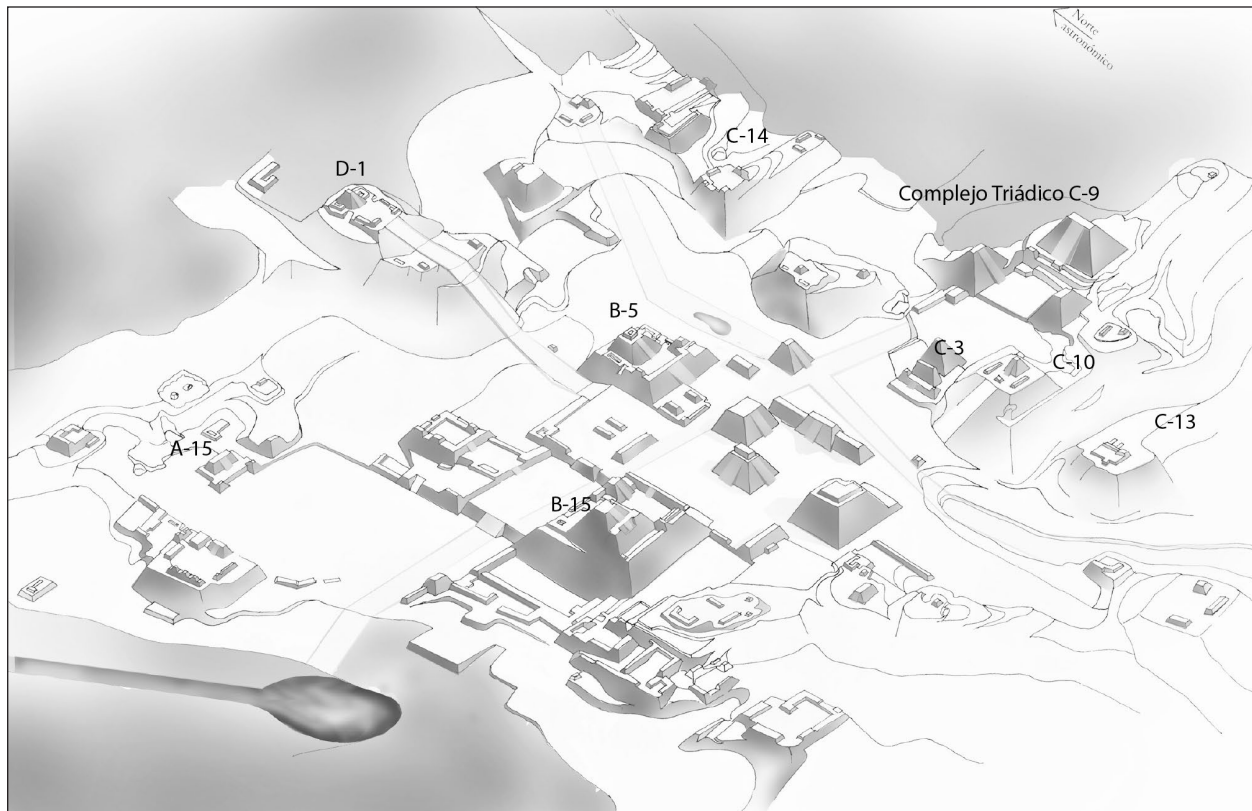 Norte
astronómico
C-14
D-1
Complejo Triádico C-9
B-5
C-3
C-10
C-13
A-15
B-15